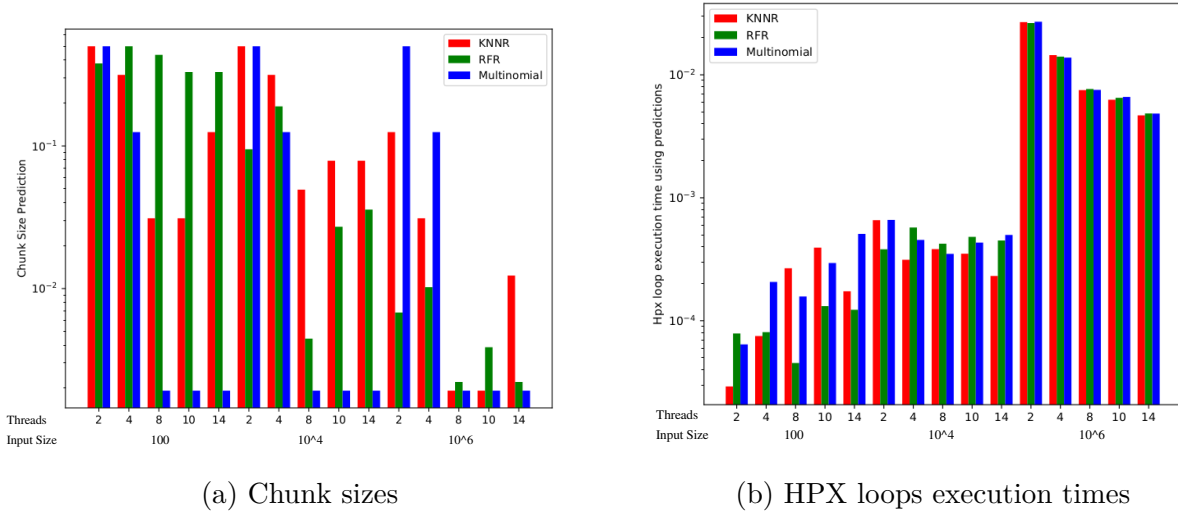 KNNR
RFR
Multinomial
Chunk Size Prediction
10^{-1}
10^{-2}
Threads 2 4 8 10 14 2 4 8 10 14 2 4 8 10 14
Input Size 100 10^4 10^6
(a) Chunk sizes
KNNR
RFR
Multinomial
Hpx loop execution time using predictions
10^{-2}
10^{-3}
10^{-4}
Threads 2 4 8 10 14 2 4 8 10 14 2 4 8 10 14
Input Size 100 10^4 10^6
(b) HPX loops execution times